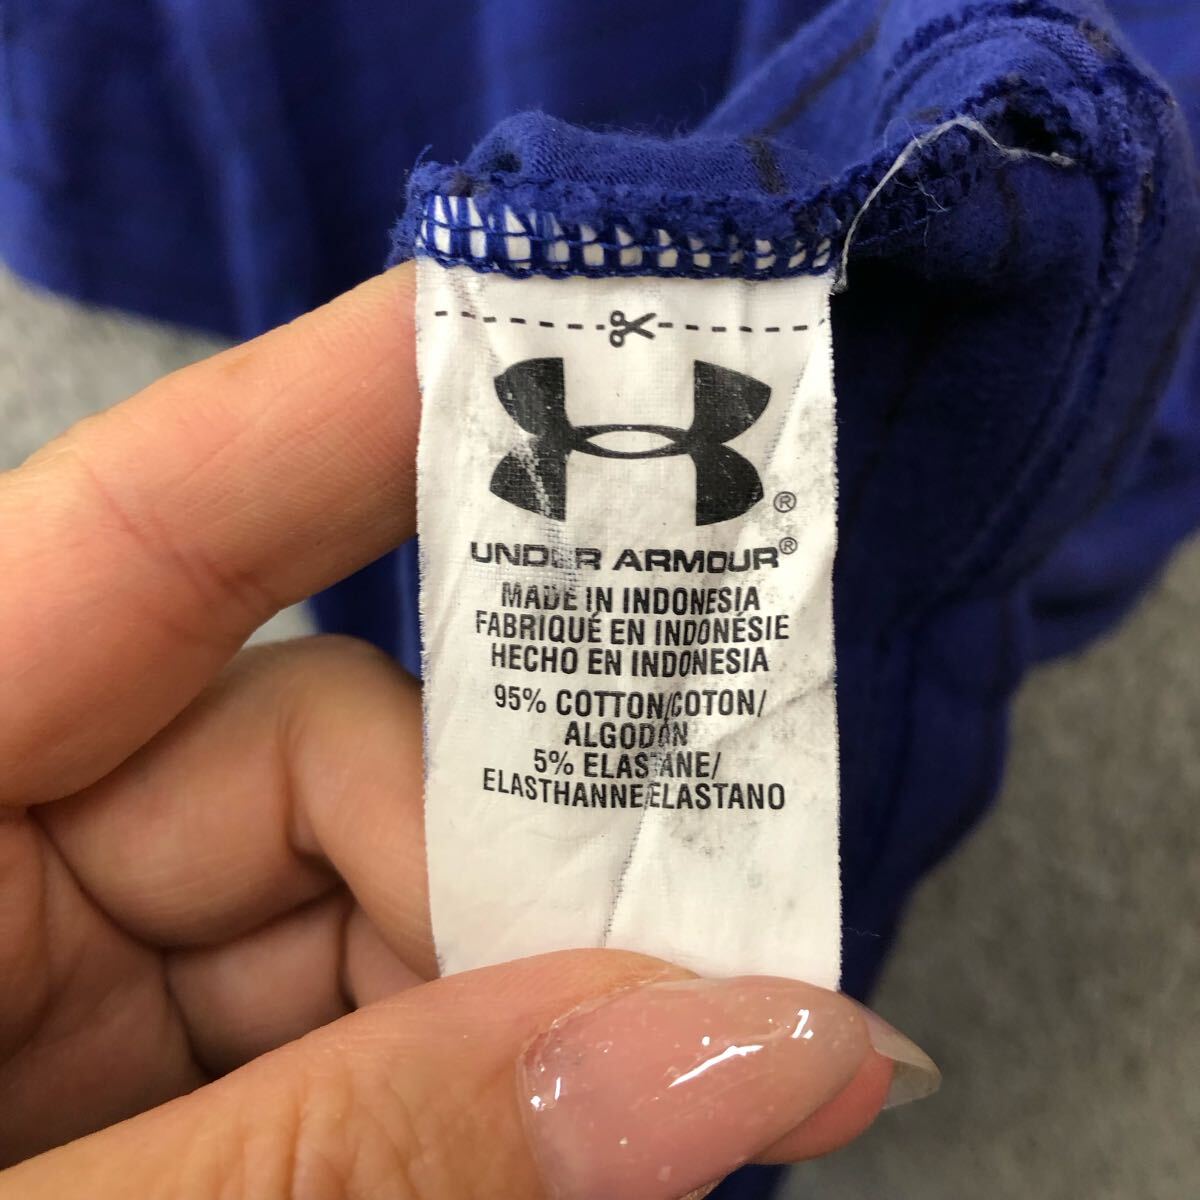 ®
UNDER ARMOUR®
MADE IN INDONESIA
FABRIQUÉ EN INDONÉSIE
HECHO EN INDONESIA
95% COTTON/COTON/
ALGODÓN
5% ELASTANE/
ELASTHANNE/ELASTANO